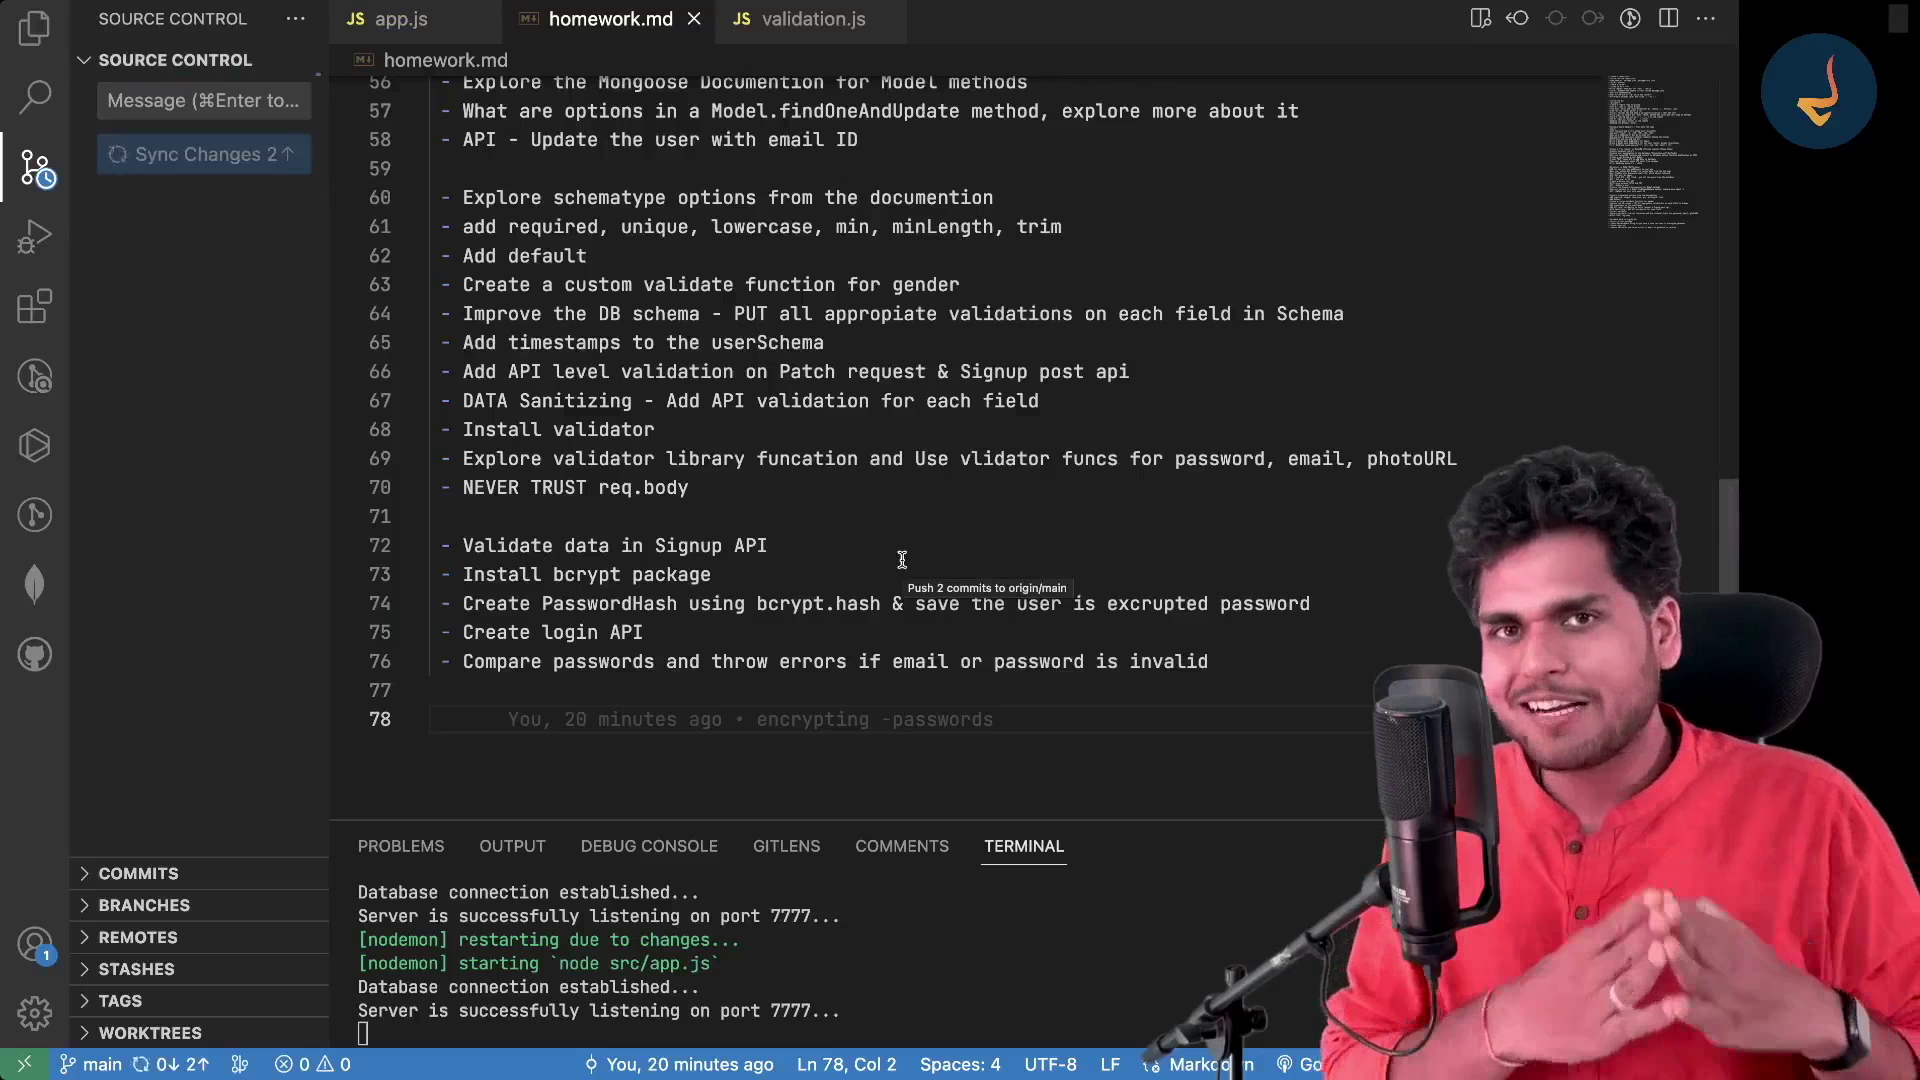 SOURCE CONTROL
JS app.js
homework.md
JS validation.js
SOURCE CONTROL
homework.md
Message (⌘Enter to...
Sync Changes 2↑
56 - Explore the Mongoose Documention for Model methods
57 - What are options in a Model.findOneAndUpdate method, explore more about it
58 - API - Update the user with email ID
59
60 - Explore schematype options from the documention
61 - add required, unique, lowercase, min, minLength, trim
62 - Add default
63 - Create a custom validate function for gender
64 - Improve the DB schema - PUT all appropiate validations on each field in Schema
65 - Add timestamps to the userSchema
66 - Add API level validation on Patch request & Signup post api
67 - DATA Sanitizing - Add API validation for each field
68 - Install validator
69 - Explore validator library funcation and Use vlidator funcs for password, email, photoURL
70 - NEVER TRUST req.body
71
72 - Validate data in Signup API
73 - Install bcrypt package
Push 2 commits to origin/main
74 - Create PasswordHash using bcrypt.hash & save the user is excrupted password
75 - Create login API
76 - Compare passwords and throw errors if email or password is invalid
77
78 You, 20 minutes ago • encrypting -passwords
PROBLEMS OUTPUT DEBUG CONSOLE GITLENS COMMENTS TERMINAL
Database connection established...
Server is successfully listening on port 7777...
[nodemon] restarting due to changes...
[nodemon] starting `node src/app.js`
Database connection established...
Server is successfully listening on port 7777...
COMMITS
BRANCHES
REMOTES
STASHES
TAGS
WORKTREES
1
main 0↓ 2↑ 0 0 You, 20 minutes ago Ln 78, Col 2 Spaces: 4 UTF-8 LF